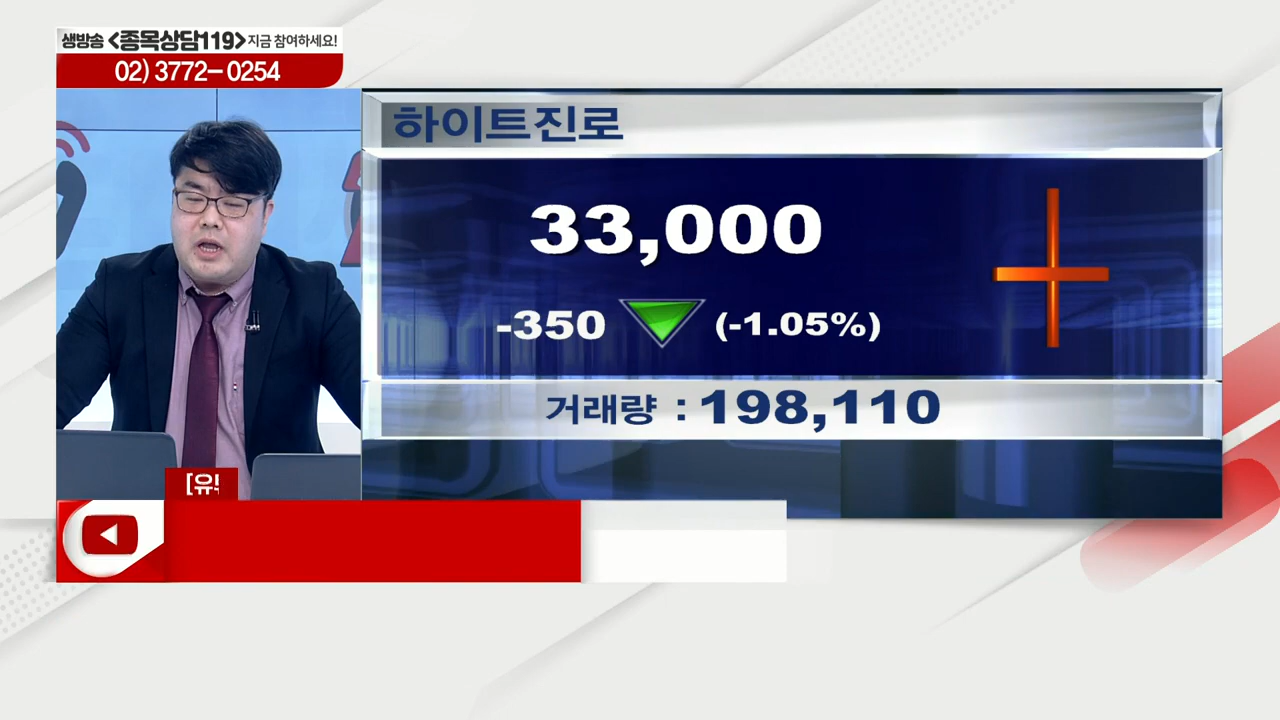 생방송 <종목상담119> 지금 참여하세요!
02) 3772-0254
하이트진로
33,000
-350 (-1.05%)
거래량 : 198,110